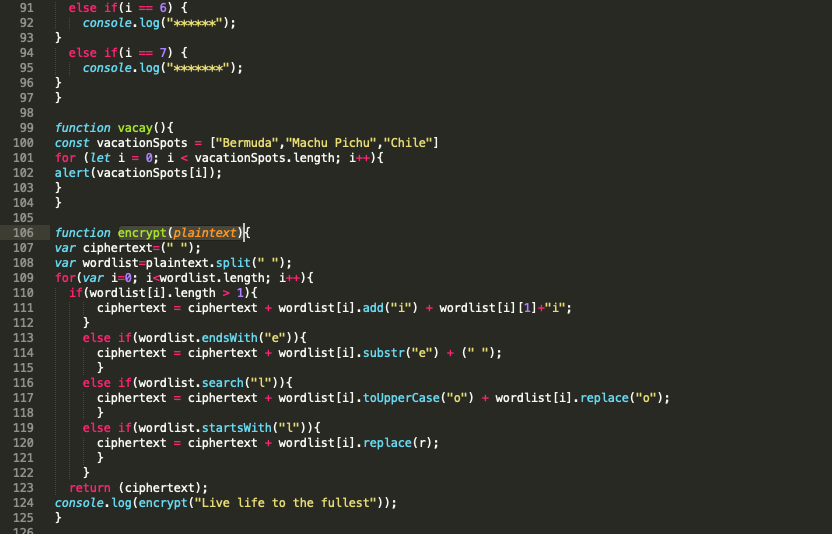 91 else if(i == 6) {
92 console.log("******");
93 }
94 else if(i == 7) {
95 console.log("*******");
96 }
97 }
98
99 function vacay(){
100 const vacationSpots = ["Bermuda","Machu Pichu","Chile"]
101 for (let i = 0; i < vacationSpots.length; i++){
102 alert(vacationSpots[i]);
103 }
104 }
105
106 function encrypt(plaintext){
107 var ciphertext=(" ");
108 var wordlist=plaintext.split(" ");
109 for(var i=0; i<wordlist.length; i++){
110 if(wordlist[i].length > 1){
111 ciphertext = ciphertext + wordlist[i].add("i") + wordlist[i][1]+"i";
112 }
113 else if(wordlist.endsWith("e")){
114 ciphertext = ciphertext + wordlist[i].substr("e") + (" ");
115 }
116 else if(wordlist.search("l")){
117 ciphertext = ciphertext + wordlist[i].toUpperCase("o") + wordlist[i].replace("o");
118 }
119 else if(wordlist.startsWith("l")){
120 ciphertext = ciphertext + wordlist[i].replace(r);
121 }
122 }
123 return (ciphertext);
124 console.log(encrypt("Live life to the fullest"));
125 }
126